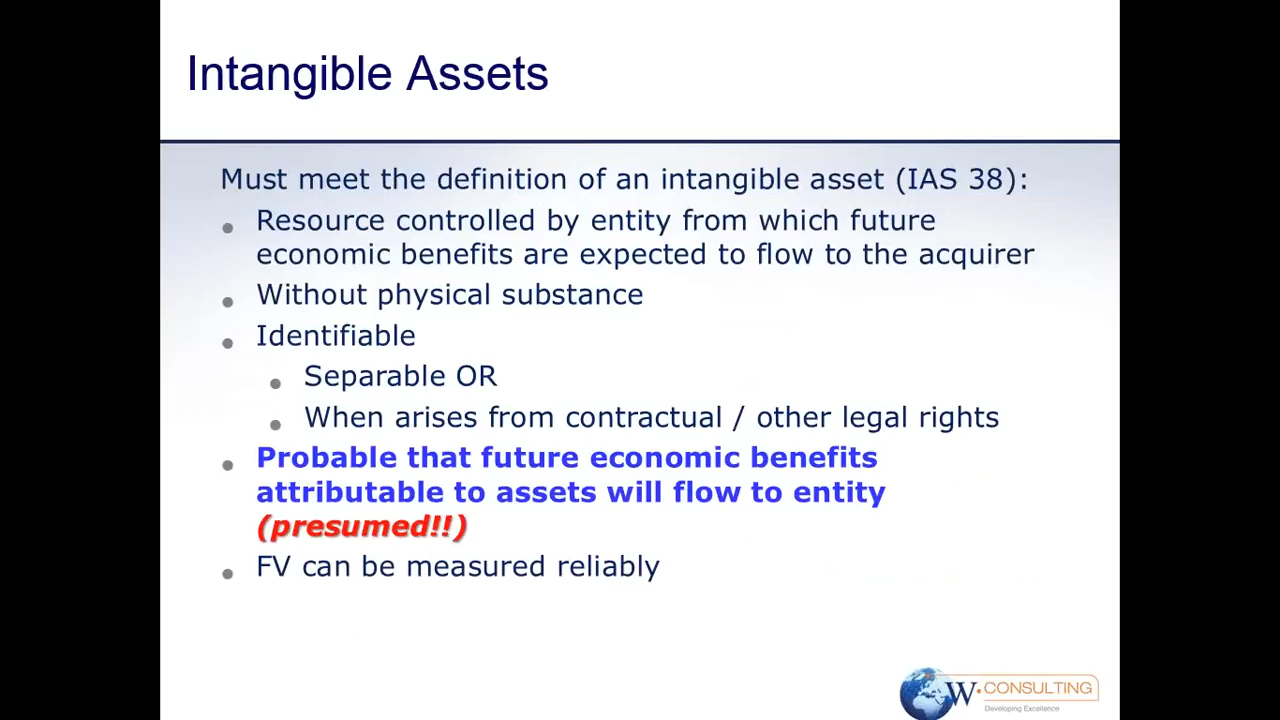 Intangible Assets
Must meet the definition of an intangible asset (IAS 38):
Resource controlled by entity from which future
economic benefits are expected to flow to the acquirer
Without physical substance
Identifiable
Separable OR
When arises from contractual / other legal rights
Probable that future economic benefits
attributable to assets will flow to entity
(presumed!!)
FV can be measured reliably
W.CONSULTING
Developing Excellence